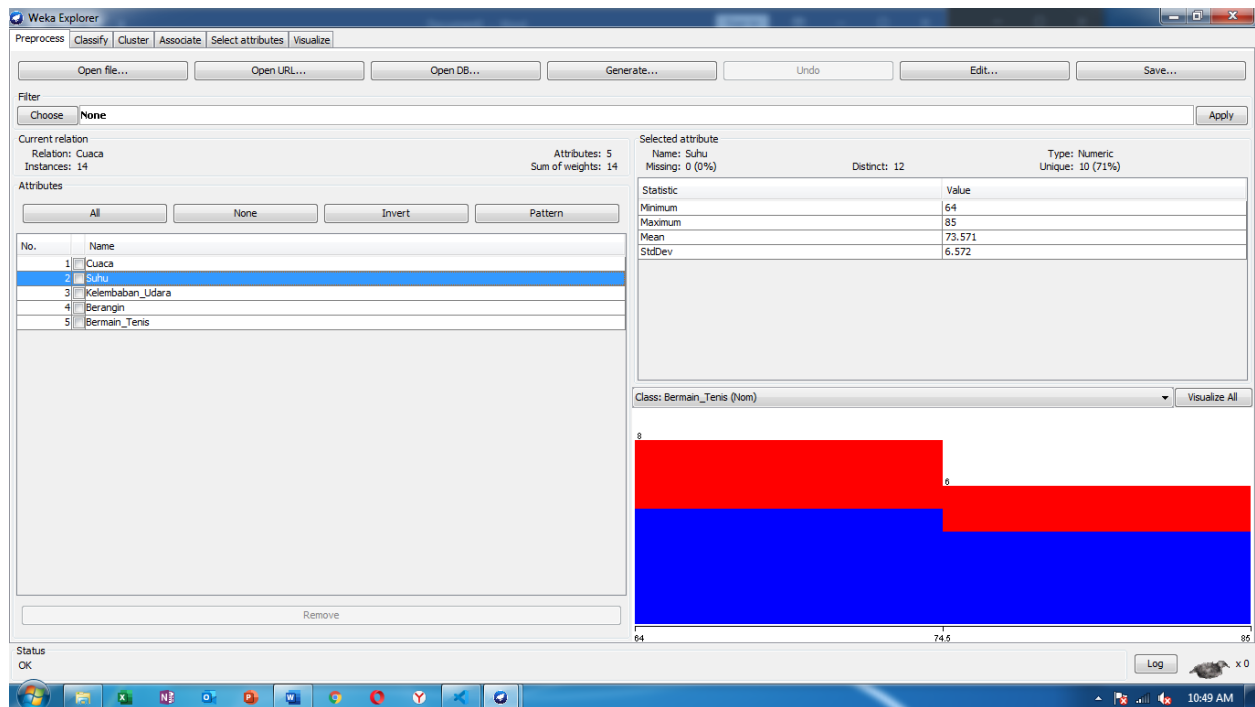 Weka Explorer
Preprocess Classify Cluster Associate Select attributes Visualize
Open file... Open URL... Open DB... Generate... Undo Edit... Save...
Filter
Choose None Apply
Current relation
Relation: Cuaca Attributes: 5
Instances: 14 Sum of weights: 14
Attributes
All None Invert Pattern
No. Name
1 Cuaca
2 Suhu
3 Kelembaban_Udara
4 Berangin
5 Bermain_Tenis
Remove
Selected attribute
Name: Suhu Type: Numeric
Missing: 0 (0%) Distinct: 12 Unique: 10 (71%)
Statistic Value
Minimum 64
Maximum 85
Mean 73.571
StdDev 6.572
Class: Bermain_Tenis (Nom) Visualize All
8
6
64 74.5 85
Status
OK
Log x 0
10:49 AM